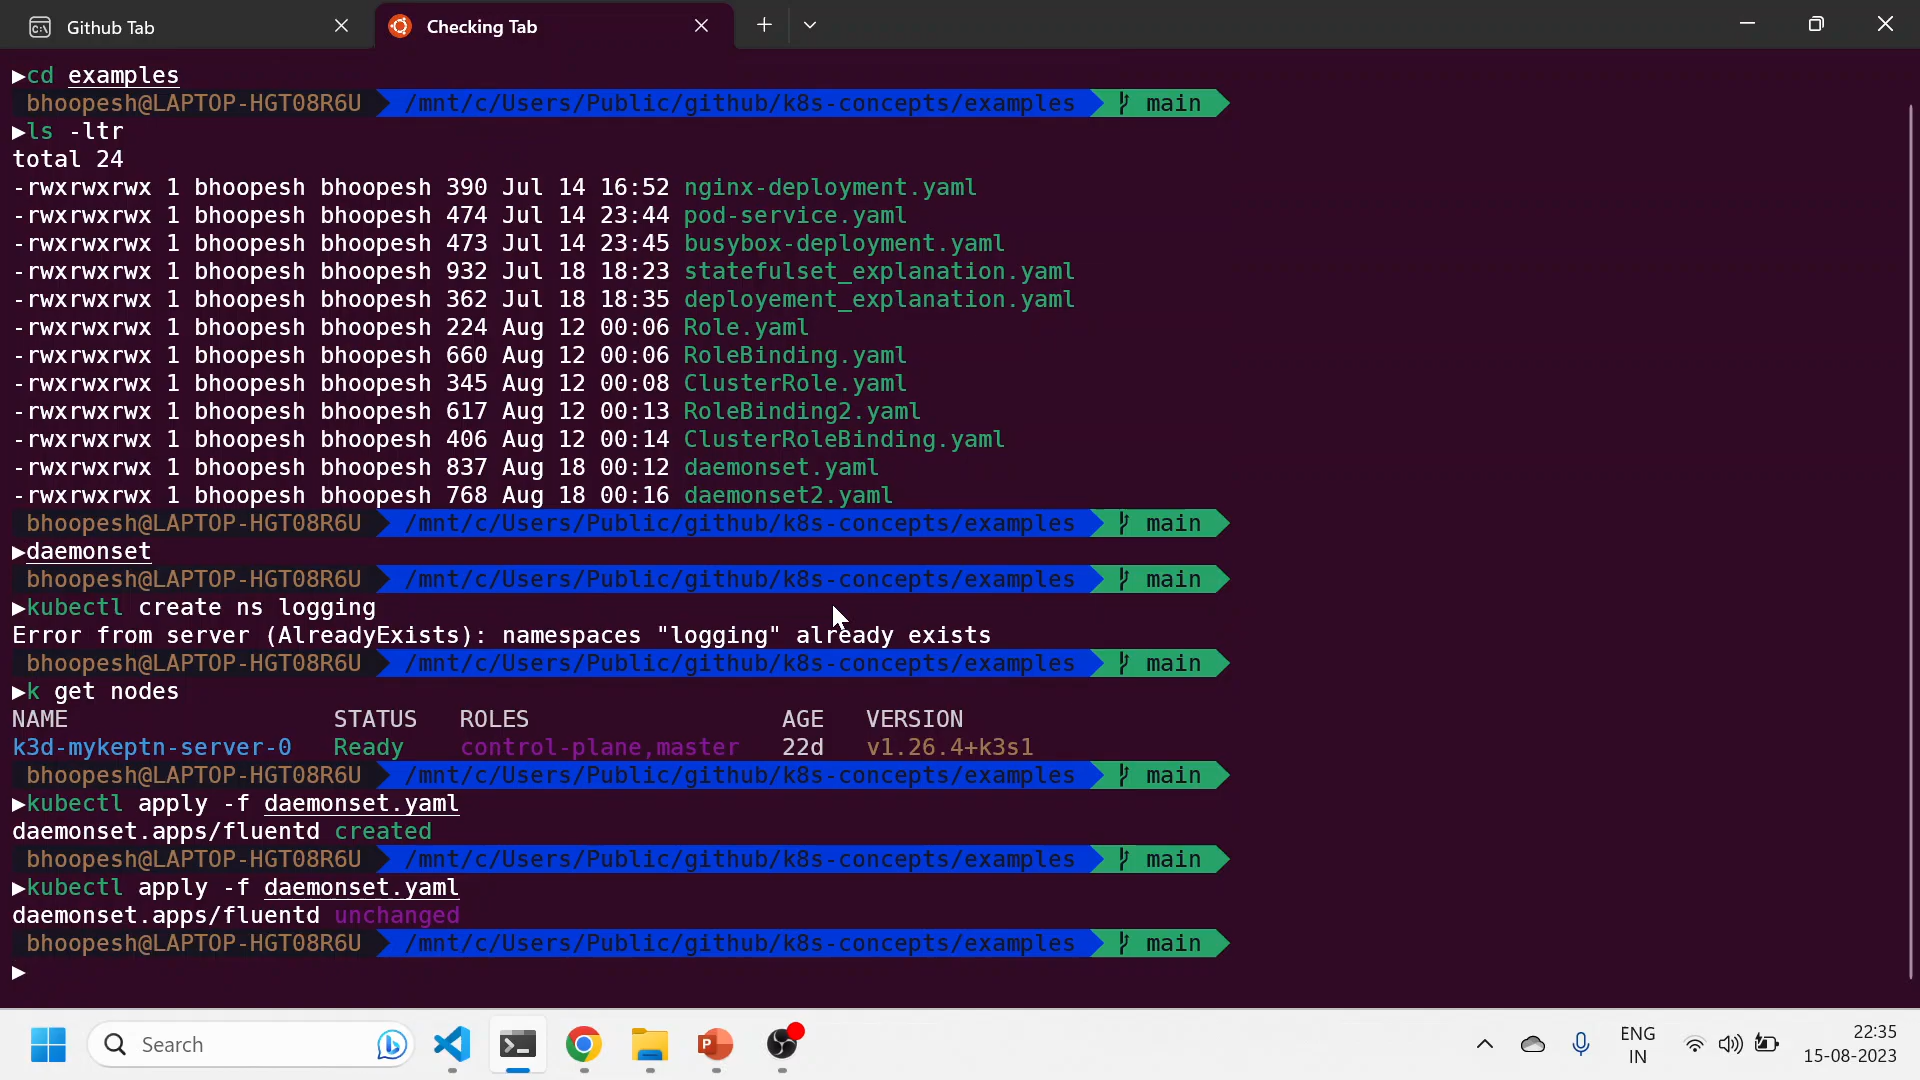 Github Tab
Checking Tab
▶cd examples
bhoopesh@LAPTOP-HGT08R6U /mnt/c/Users/Public/github/k8s-concepts/examples main
▶ls -ltr
total 24
-rwxrwxrwx 1 bhoopesh bhoopesh 390 Jul 14 16:52 nginx-deployment.yaml
-rwxrwxrwx 1 bhoopesh bhoopesh 474 Jul 14 23:44 pod-service.yaml
-rwxrwxrwx 1 bhoopesh bhoopesh 473 Jul 14 23:45 busybox-deployment.yaml
-rwxrwxrwx 1 bhoopesh bhoopesh 932 Jul 18 18:23 statefulset_explanation.yaml
-rwxrwxrwx 1 bhoopesh bhoopesh 362 Jul 18 18:35 deployement_explanation.yaml
-rwxrwxrwx 1 bhoopesh bhoopesh 224 Aug 12 00:06 Role.yaml
-rwxrwxrwx 1 bhoopesh bhoopesh 660 Aug 12 00:06 RoleBinding.yaml
-rwxrwxrwx 1 bhoopesh bhoopesh 345 Aug 12 00:08 ClusterRole.yaml
-rwxrwxrwx 1 bhoopesh bhoopesh 617 Aug 12 00:13 RoleBinding2.yaml
-rwxrwxrwx 1 bhoopesh bhoopesh 406 Aug 12 00:14 ClusterRoleBinding.yaml
-rwxrwxrwx 1 bhoopesh bhoopesh 837 Aug 18 00:12 daemonset.yaml
-rwxrwxrwx 1 bhoopesh bhoopesh 768 Aug 18 00:16 daemonset2.yaml
bhoopesh@LAPTOP-HGT08R6U /mnt/c/Users/Public/github/k8s-concepts/examples main
▶daemonset
bhoopesh@LAPTOP-HGT08R6U /mnt/c/Users/Public/github/k8s-concepts/examples main
▶kubectl create ns logging
Error from server (AlreadyExists): namespaces "logging" already exists
bhoopesh@LAPTOP-HGT08R6U /mnt/c/Users/Public/github/k8s-concepts/examples main
▶k get nodes
NAME STATUS ROLES AGE VERSION
k3d-mykeptn-server-0 Ready control-plane,master 22d v1.26.4+k3s1
bhoopesh@LAPTOP-HGT08R6U /mnt/c/Users/Public/github/k8s-concepts/examples main
▶kubectl apply -f daemonset.yaml
daemonset.apps/fluentd created
bhoopesh@LAPTOP-HGT08R6U /mnt/c/Users/Public/github/k8s-concepts/examples main
▶kubectl apply -f daemonset.yaml
daemonset.apps/fluentd unchanged
bhoopesh@LAPTOP-HGT08R6U /mnt/c/Users/Public/github/k8s-concepts/examples main
▶
Search
ENG
IN
22:35
15-08-2023